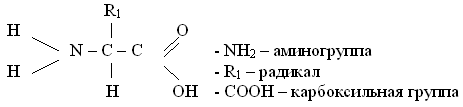 R1
H O
N – C – C - NH2 – аминогруппа
H - R1 – радикал
H OH - COOH – карбоксильная группа